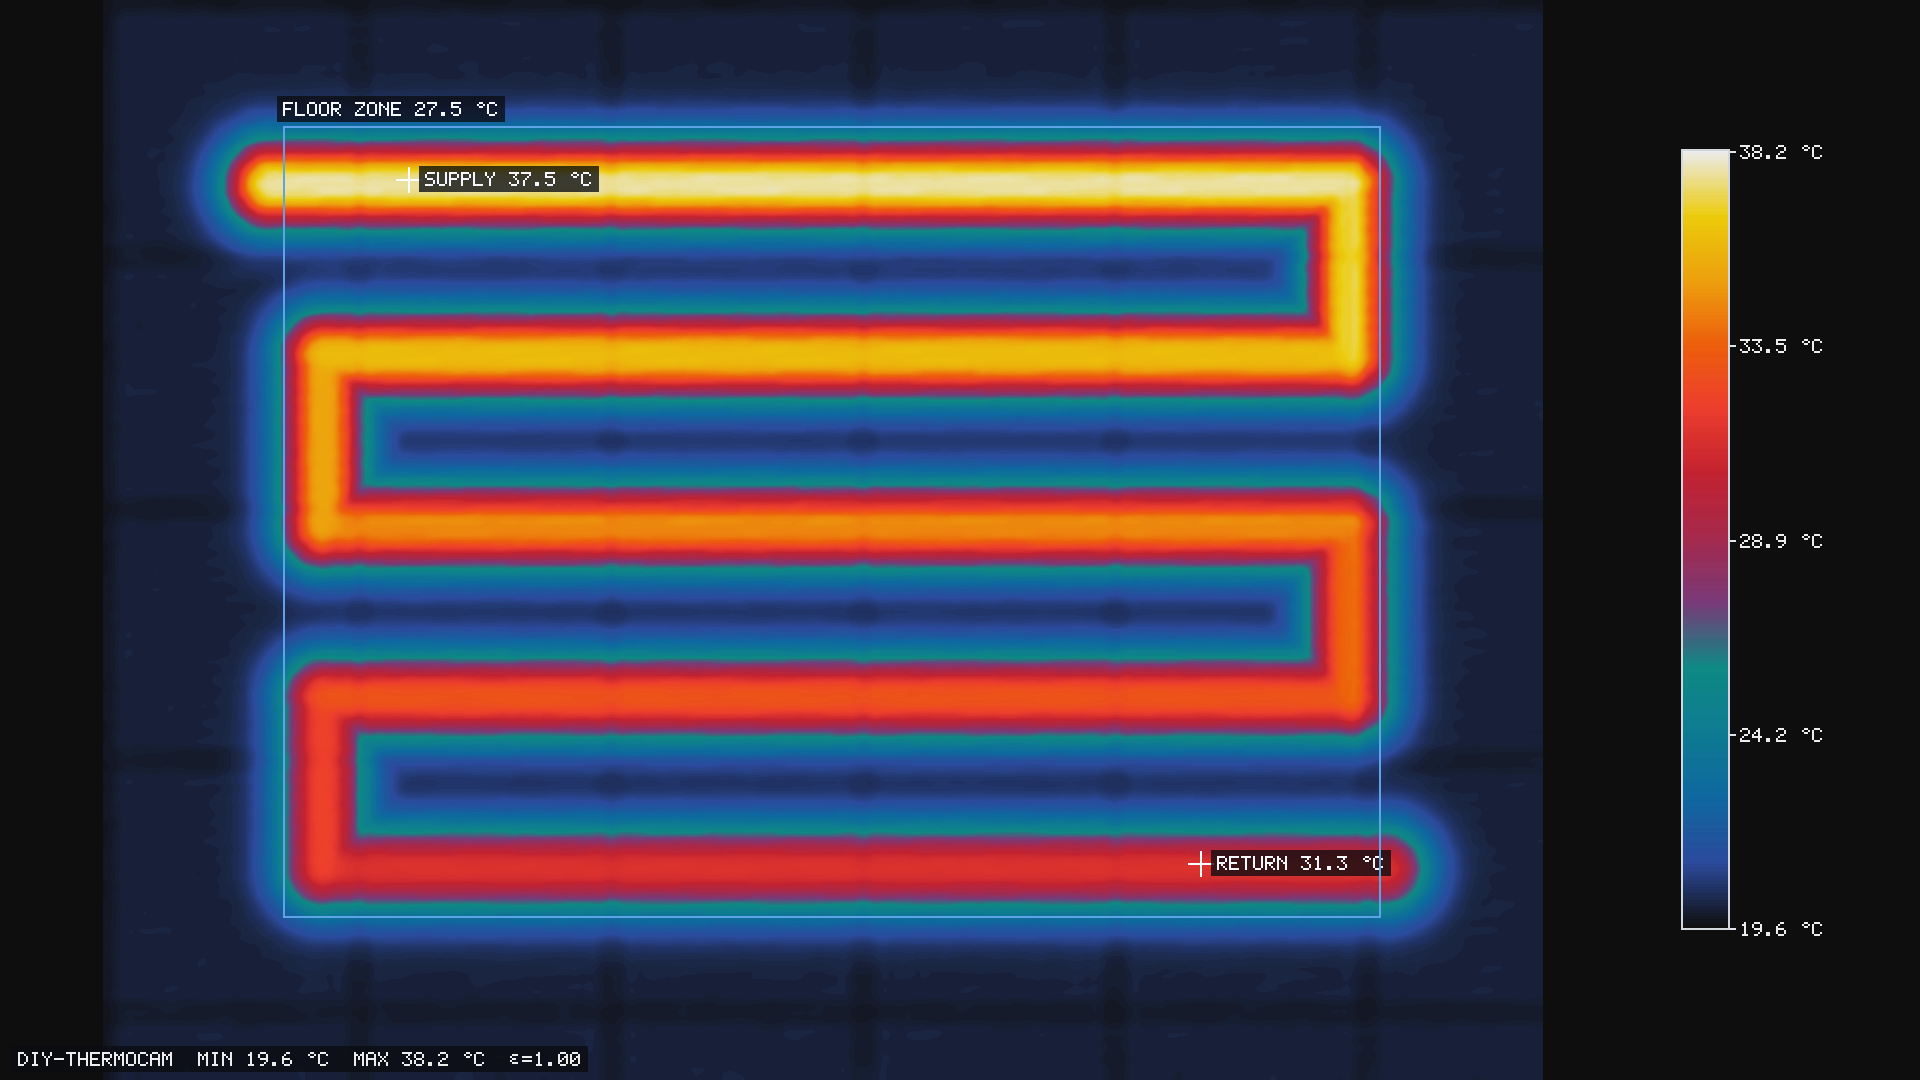 FLOOR ZONE 27.5 °C
SUPPLY 37.5 °C
RETURN 31.3 °C
38.2 °C
33.5 °C
28.9 °C
24.2 °C
19.6 °C
DIY-THERMOCAM MIN 19.6 °C MAX 38.2 °C ε=1.00